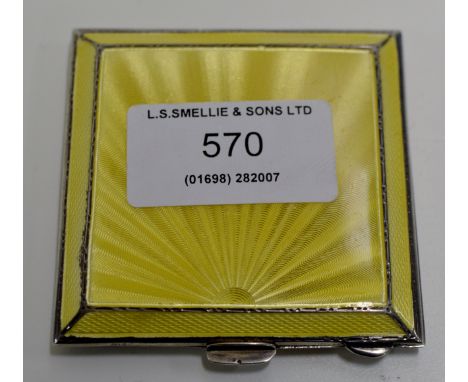 L.S.SMELLIE & SONS LTD
570
(01698) 282007